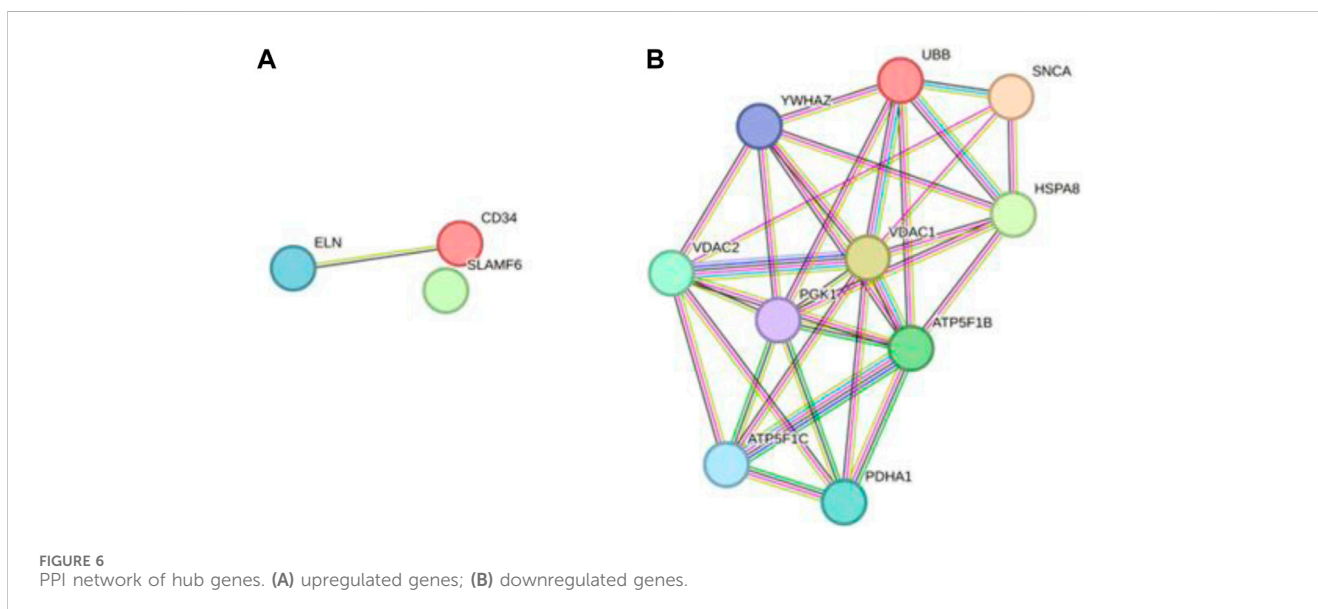 A
B
UBB
SNCA
YWHAZ
HSPA8
CD34
ELN
VDAC1
VDAC2
SLAMF6
PGK1
ATP5F1B
ATP5F1C
PDHA1
FIGURE 6
PPI network of hub genes. (A) upregulated genes; (B) downregulated genes.